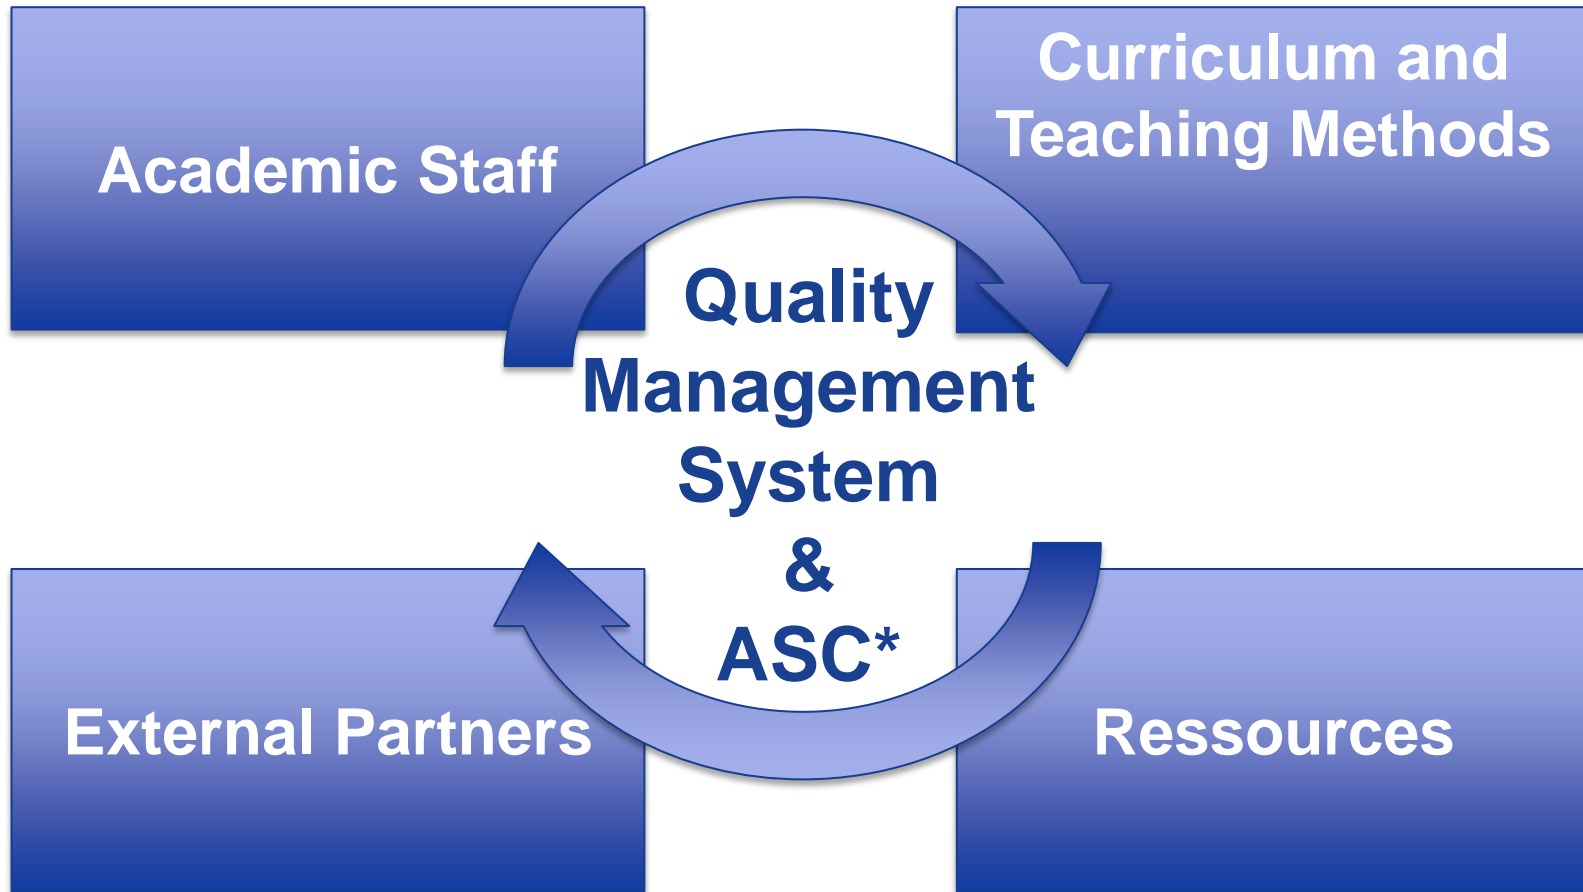 Academic Staff
Curriculum and
Teaching Methods
Quality
Management
System
&
ASC*
External Partners
Ressources